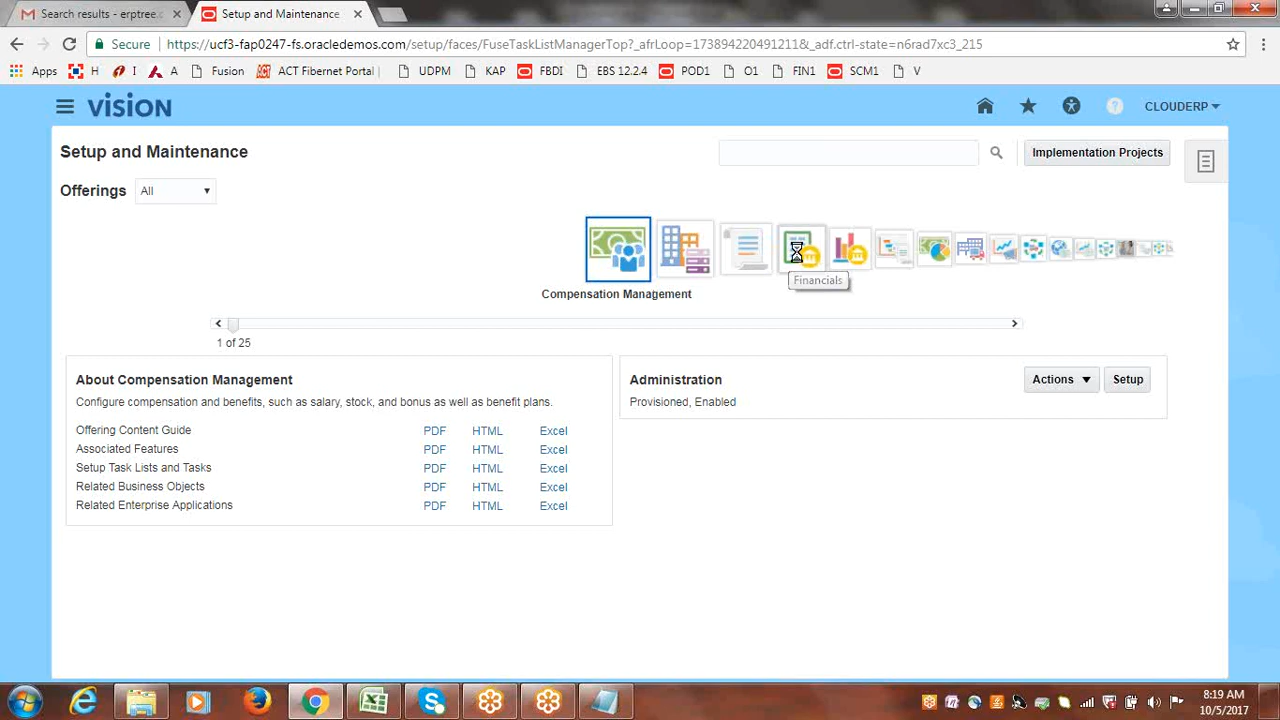 Search results - erptree.c
Setup and Maintenance
Secure
https://ucf3-fap0247-fs.oracledemos.com/setup/faces/FuseTaskListManagerTop?_afrLoop=1738942204912118&_adf.ctrl-state=n6rad7xc3_215
Apps H I A Fusion ACT Fibernet Portal UDPM KAP FBDI EBS 12.2.4 POD1 O1 FIN1 SCM1 V
VISION
CLOUDERP
Setup and Maintenance
Implementation Projects
Offerings
All
Financials
Compensation Management
1 of 25
About Compensation Management
Configure compensation and benefits, such as salary, stock, and bonus as well as benefit plans.
Offering Content Guide PDF HTML Excel
Associated Features PDF HTML Excel
Setup Task Lists and Tasks PDF HTML Excel
Related Business Objects PDF HTML Excel
Related Enterprise Applications PDF HTML Excel
Administration
Actions
Setup
Provisioned, Enabled
8:19 AM
10/5/2017